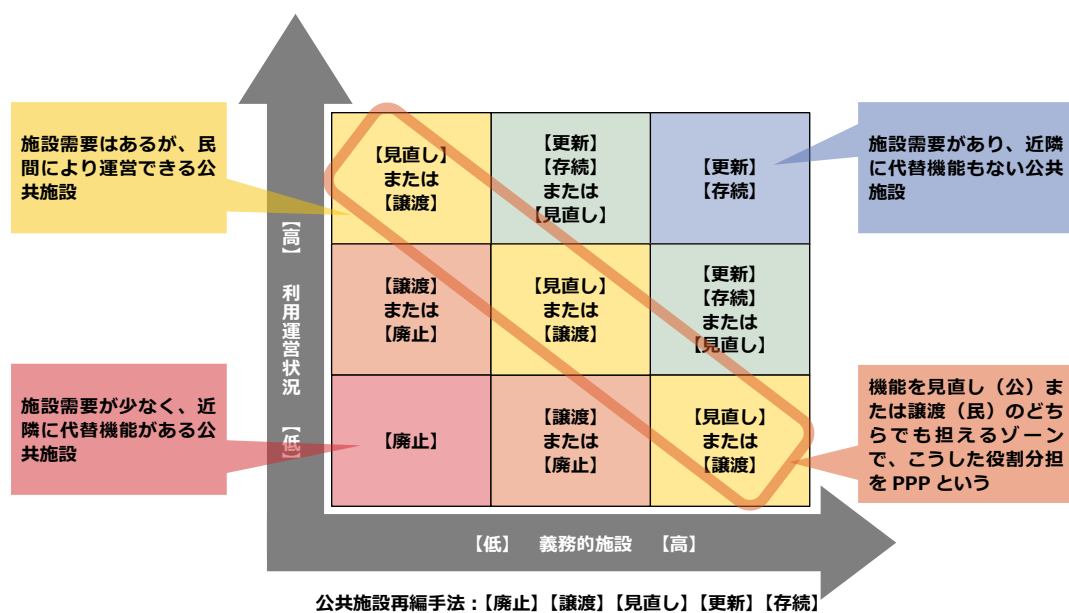 施設需要はあるが、民
間により運営できる公
共施設
施設需要があり、近隣
に代替機能もない公共
施設
施設需要が少なく、近
隣に代替機能がある公
共施設
機能を見直し（公）ま
たは譲渡（民）のどち
らでも担えるゾーン
で、こうした役割分担
を PPP という
【高】　利用運営状況　【低】
【見直し】
または
【譲渡】
【更新】
【存続】
または
【見直し】
【更新】
【存続】
【譲渡】
または
【廃止】
【見直し】
または
【譲渡】
【更新】
【存続】
または
【見直し】
【廃止】
【譲渡】
または
【廃止】
【見直し】
または
【譲渡】
【低】　義務的施設　【高】
公共施設再編手法：【廃止】【譲渡】【見直し】【更新】【存続】